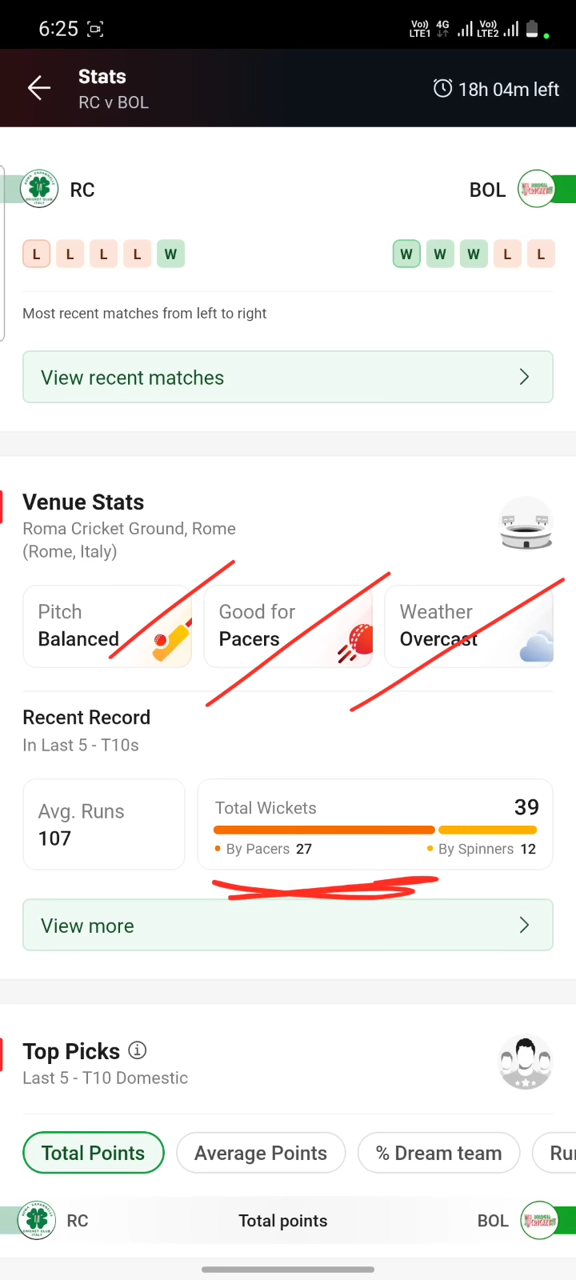 6:25
Vo)) LTE1 4G Vo)) LTE2
Stats
RC v BOL
18h 04m left
RC
BOL
L L L L W
W W W L L
Most recent matches from left to right
View recent matches
Venue Stats
Roma Cricket Ground, Rome
(Rome, Italy)
Pitch
Balanced
Good for
Pacers
Weather
Overcast
Recent Record
In Last 5 - T10s
Avg. Runs
107
Total Wickets 39
By Pacers 27
By Spinners 12
View more
Top Picks
Last 5 - T10 Domestic
Total Points
Average Points
% Dream team
Ru
RC
Total points
BOL